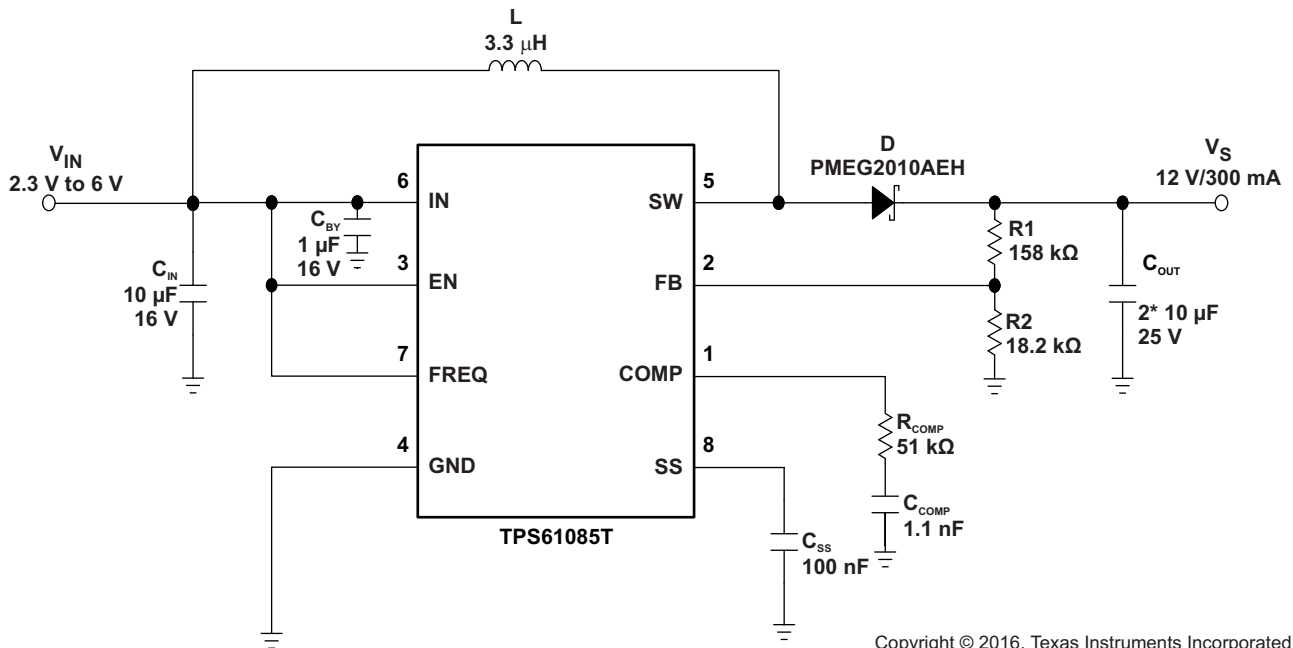 L
3.3 µH
V_IN
2.3 V to 6 V
D
PMEG2010AEH
V_S
12 V/300 mA
6
IN
SW
5
C_BY
1 µF
16 V
R1
158 kΩ
C_IN
10 µF
16 V
3
EN
FB
2
C_OUT
2* 10 µF
25 V
R2
18.2 kΩ
7
FREQ
COMP
1
R_COMP
51 kΩ
4
GND
SS
8
C_COMP
1.1 nF
TPS61085T
C_SS
100 nF
Copyright © 2016, Texas Instruments Incorporated